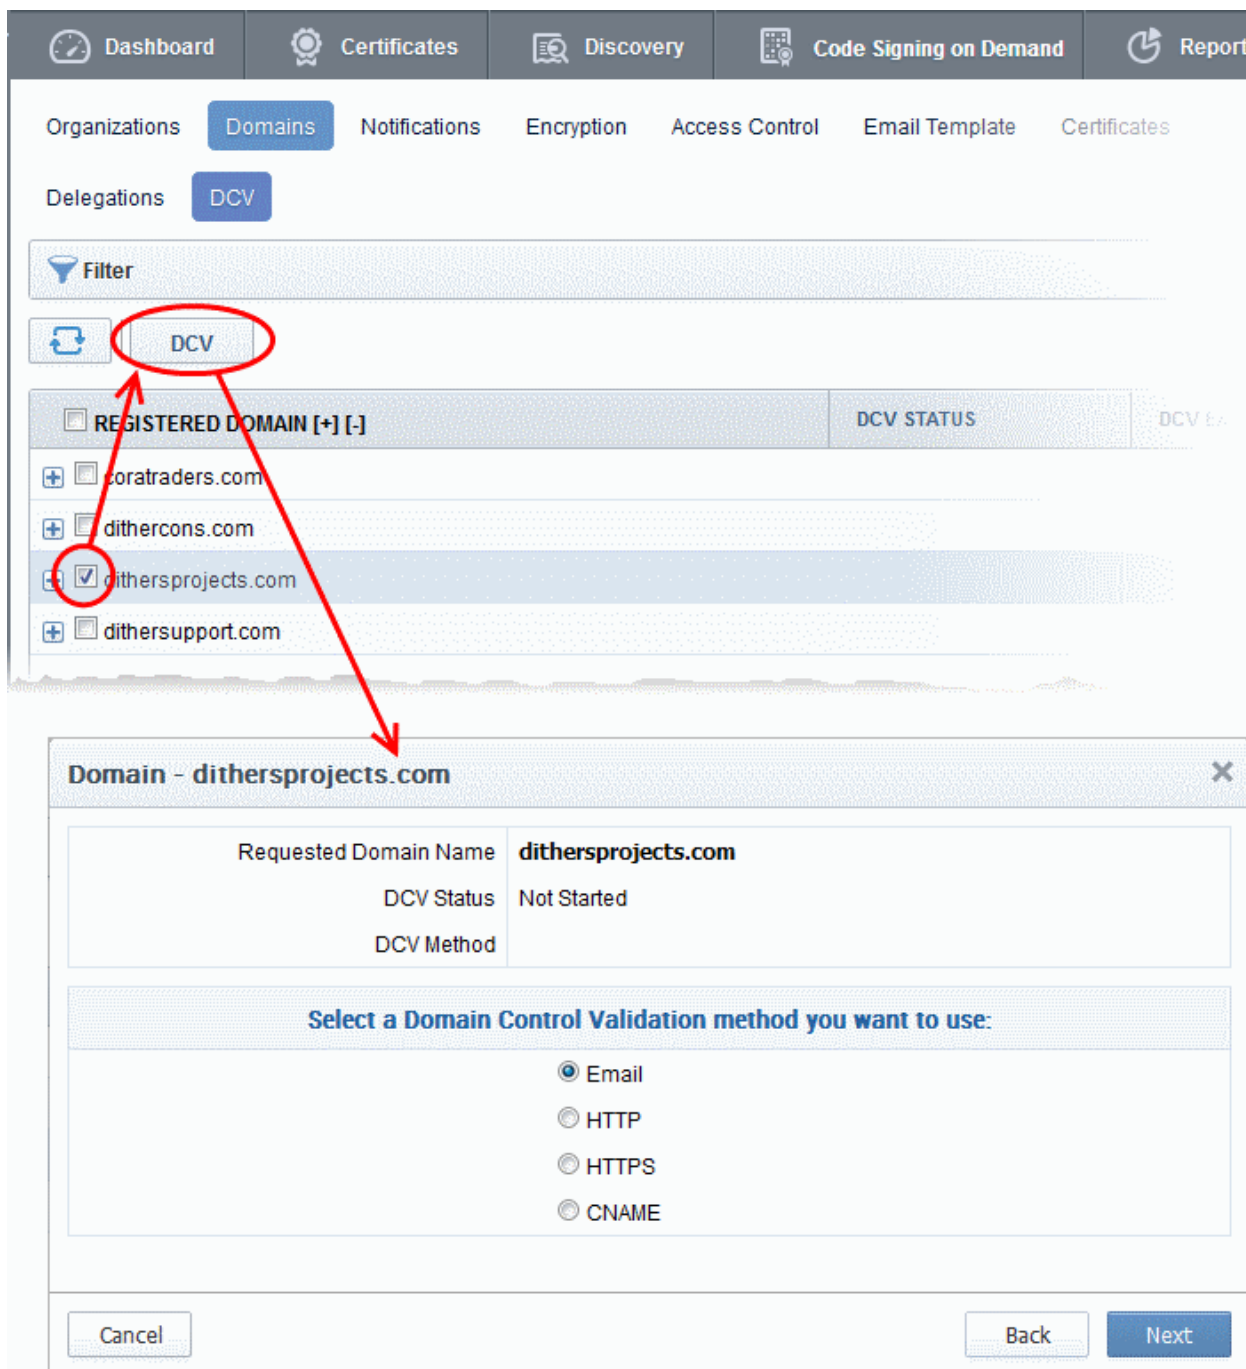 Dashboard Certificates Discovery Code Signing on Demand Report
Organizations Domains Notifications Encryption Access Control Email Template Certificates
Delegations DCV
Filter
DCV
REGISTERED DOMAIN [+] [-] DCV STATUS DCV
coratraders.com
dithercons.com
dithersprojects.com
dithersupport.com
Domain - dithersprojects.com
Requested Domain Name dithersprojects.com
DCV Status Not Started
DCV Method
Select a Domain Control Validation method you want to use:
Email
HTTP
HTTPS
CNAME
Cancel Back Next